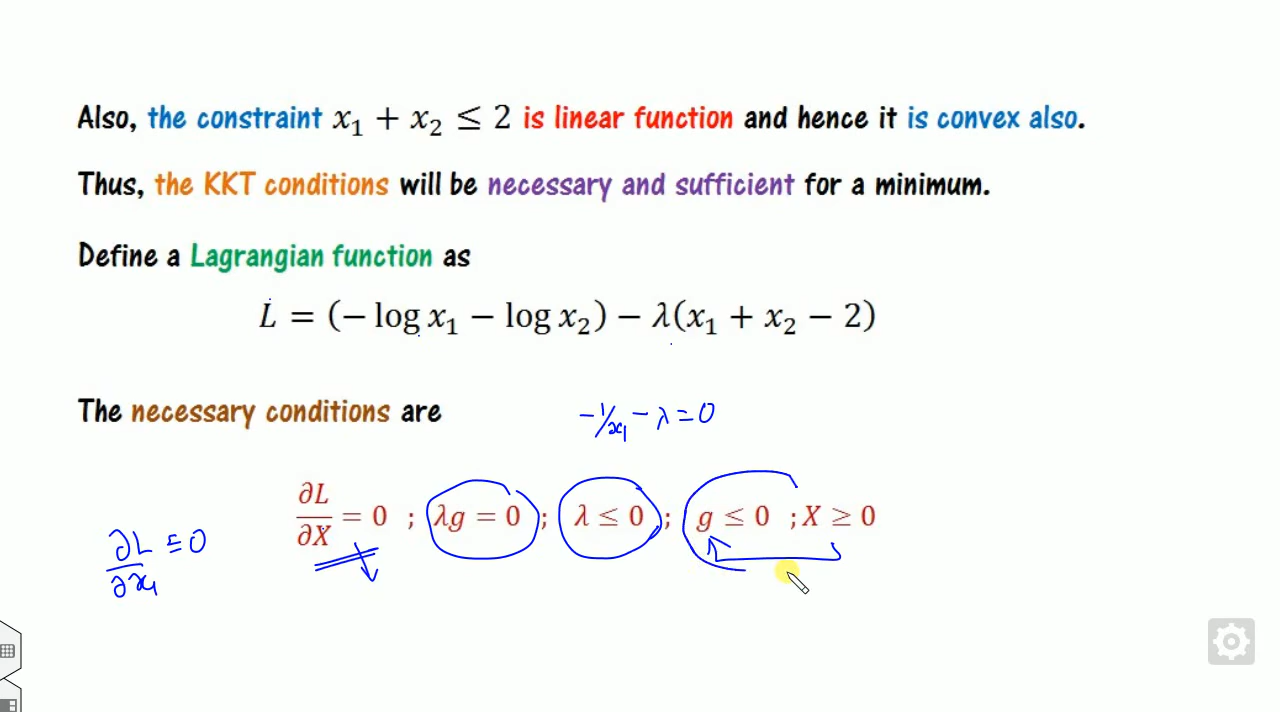 Also, the constraint x₁ + x₂ ≤ 2 is linear function and hence it is convex also.
Thus, the KKT conditions will be necessary and sufficient for a minimum.
Define a Lagrangian function as
L = (− log x₁ − log x₂) − λ(x₁ + x₂ − 2)
The necessary conditions are
−1/x₁ − λ = 0
∂L/∂X = 0 ; λg = 0 ; λ ≤ 0 ; g ≤ 0 ; X ≥ 0
∂L/∂x₁ = 0